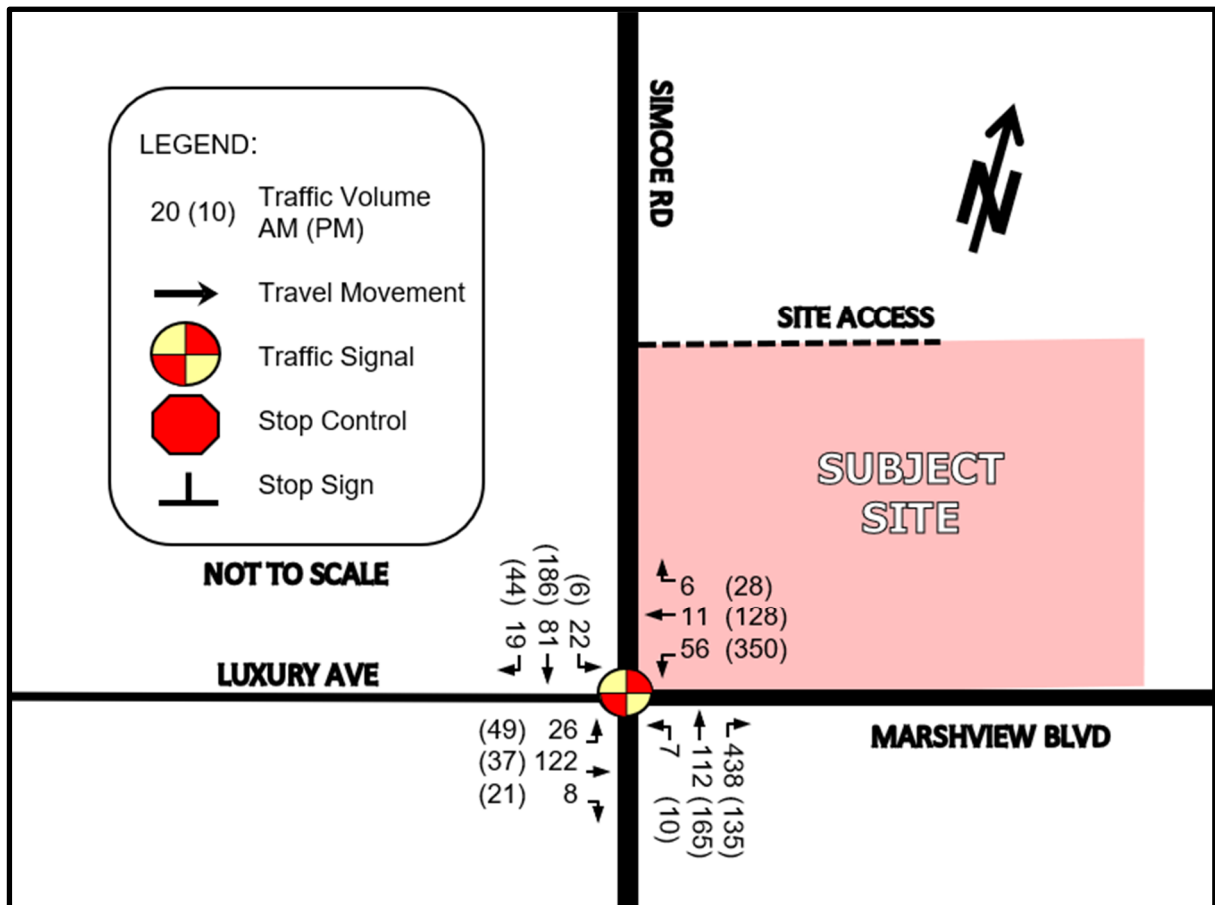 LEGEND:
20 (10)
Traffic Volume
AM (PM)
Travel Movement
Traffic Signal
Stop Control
Stop Sign
NOT TO SCALE
SIMCOE RD
N
SITE ACCESS
SUBJECT
SITE
(44) 19
(186) 81
(6) 22
6 (28)
11 (128)
56 (350)
LUXURY AVE
MARSHVIEW BLVD
(49) 26
(37) 122
(21) 8
7 (10)
112 (165)
438 (135)